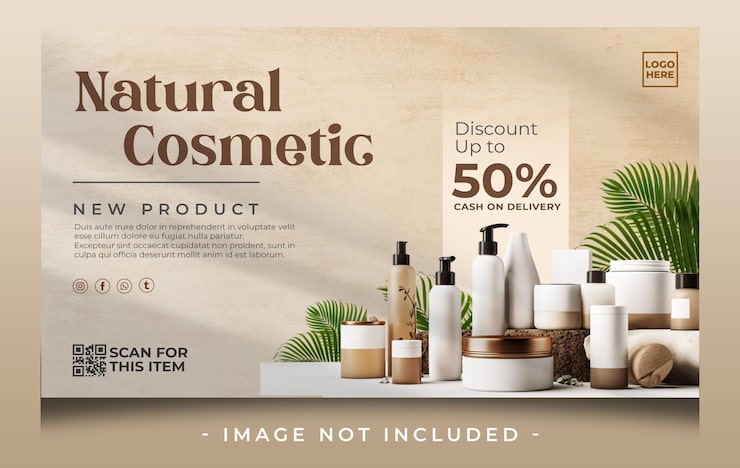 Natural
Cosmetic
NEW PRODUCT
Duis aute irure dolor in reprehenderit in voluptate velit
esse cillum dolore eu fugiat nulla pariatur.
Excepteur sint occaecat cupidatat non proident, sunt in
culpa qui officia deserunt mollit anim id est laborum.
SCAN FOR
THIS ITEM
LOGO
HERE
Discount
Up to
50%
CASH ON DELIVERY
- IMAGE NOT INCLUDED -